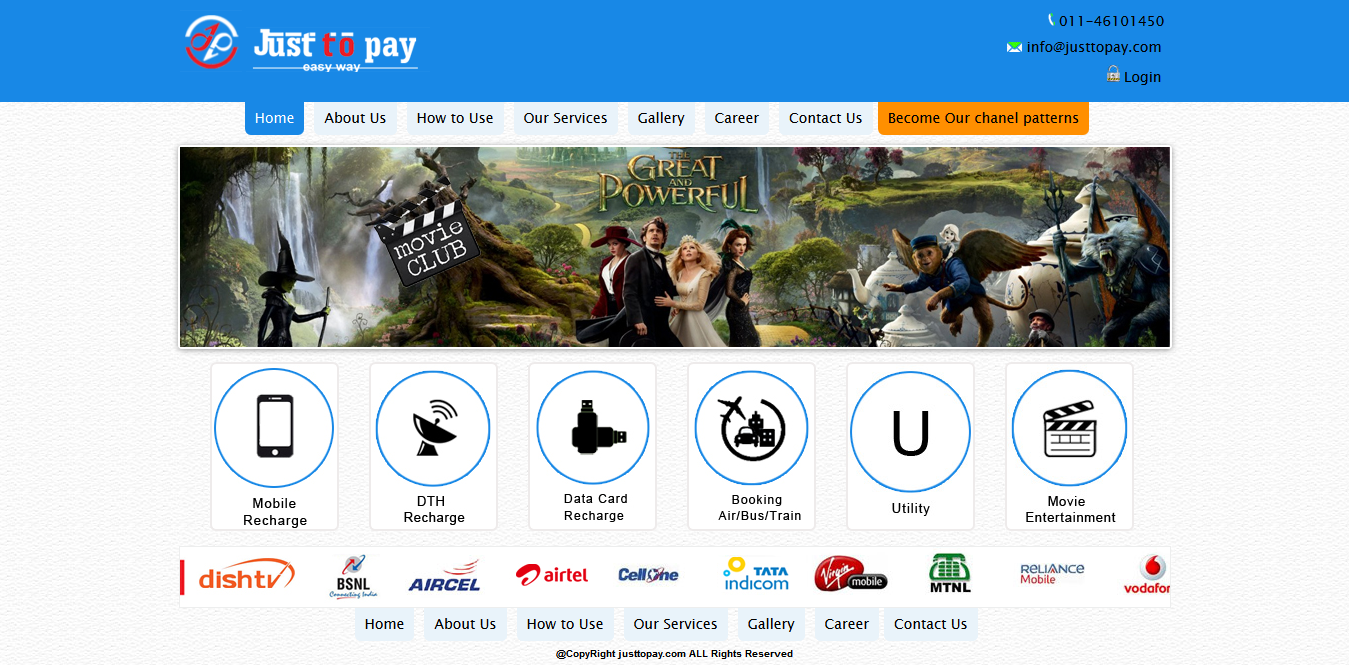 Just to pay
easy way
011-46101450
info@justtopay.com
Login
Home About Us How to Use Our Services Gallery Career Contact Us Become Our chanel patterns
THE
GREAT
AND
POWERFUL
movie
CLUB
U
Mobile
Recharge
DTH
Recharge
Data Card
Recharge
Booking
Air/Bus/Train
Utility
Movie
Entertainment
dishtv BSNL AIRCEL airtel CellOne TATA indicom Virgin mobile MTNL RELIANCE Mobile vodafor
Connecting India
Home About Us How to Use Our Services Gallery Career Contact Us
@CopyRight justtopay.com ALL Rights Reserved